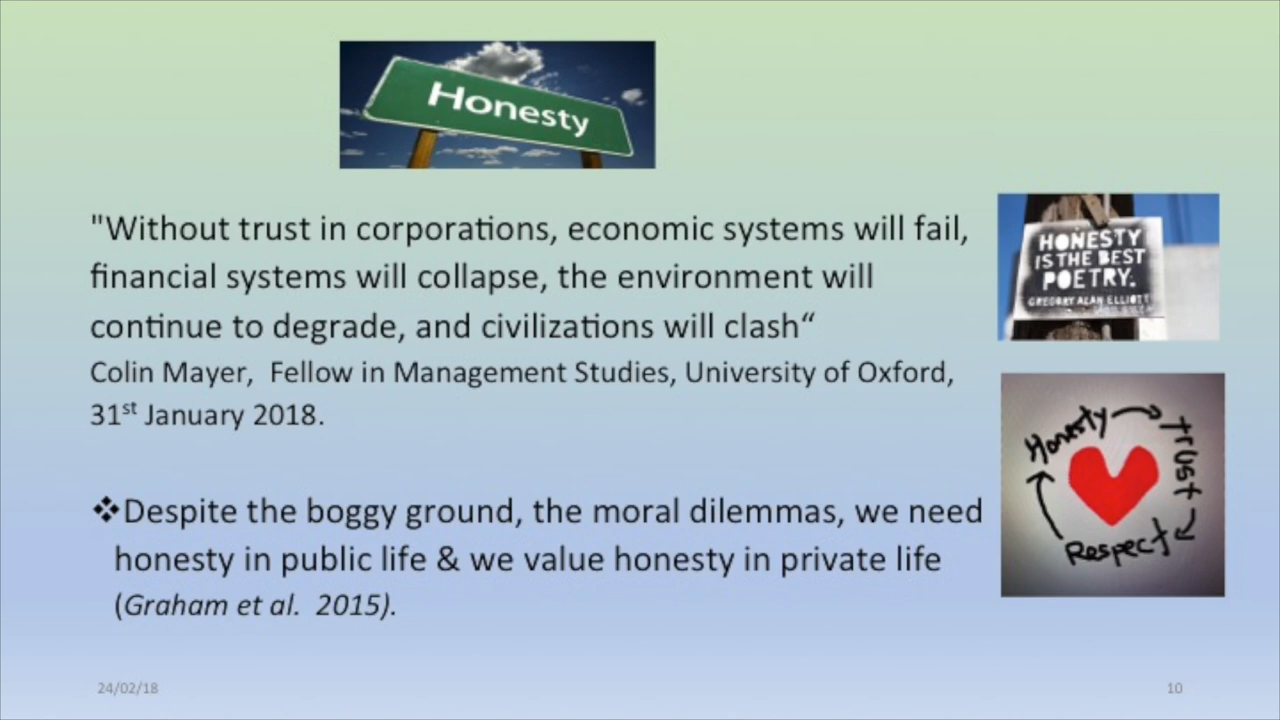 Honesty
"Without trust in corporations, economic systems will fail,
financial systems will collapse, the environment will
continue to degrade, and civilizations will clash“
Colin Mayer,  Fellow in Management Studies, University of Oxford,
31st January 2018.
HONESTY
IS THE BEST
POETRY.
GREGORY ALAN ELLIOTT
Honesty
Trust
Respect
❖Despite the boggy ground, the moral dilemmas, we need
honesty in public life & we value honesty in private life
(Graham et al.  2015).
24/02/18
10